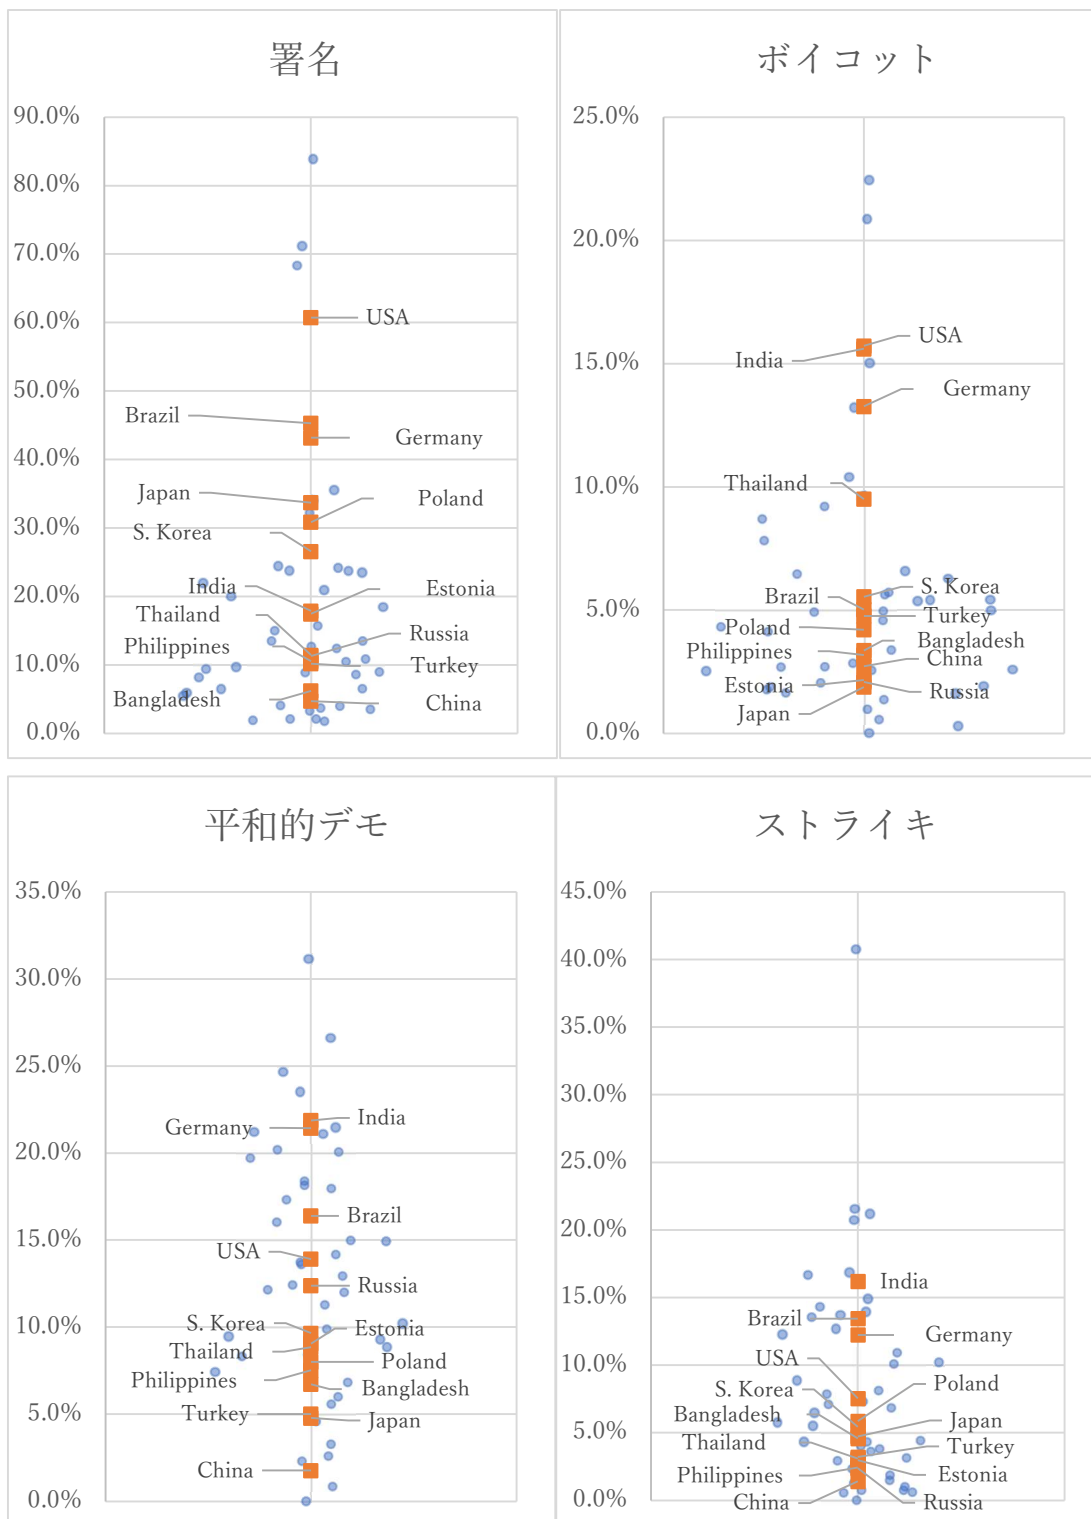 署名
90.0%
80.0%
70.0%
60.0%
50.0%
40.0%
30.0%
20.0%
10.0%
0.0%
USA
Brazil
Germany
Japan
Poland
S. Korea
India
Estonia
Thailand
Russia
Philippines
Turkey
Bangladesh
China
ボイコット
25.0%
20.0%
15.0%
10.0%
5.0%
0.0%
USA
India
Germany
Thailand
S. Korea
Brazil
Turkey
Poland
Bangladesh
Philippines
China
Estonia
Russia
Japan
平和的デモ
35.0%
30.0%
25.0%
20.0%
15.0%
10.0%
5.0%
0.0%
India
Germany
Brazil
USA
Russia
S. Korea
Estonia
Thailand
Poland
Philippines
Bangladesh
Turkey
Japan
China
ストライキ
45.0%
40.0%
35.0%
30.0%
25.0%
20.0%
15.0%
10.0%
5.0%
0.0%
India
Brazil
Germany
USA
Poland
S. Korea
Bangladesh
Japan
Thailand
Turkey
Philippines
Estonia
China
Russia